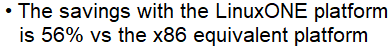 • The savings with the LinuxONE platform
is 56% vs the x86 equivalent platform